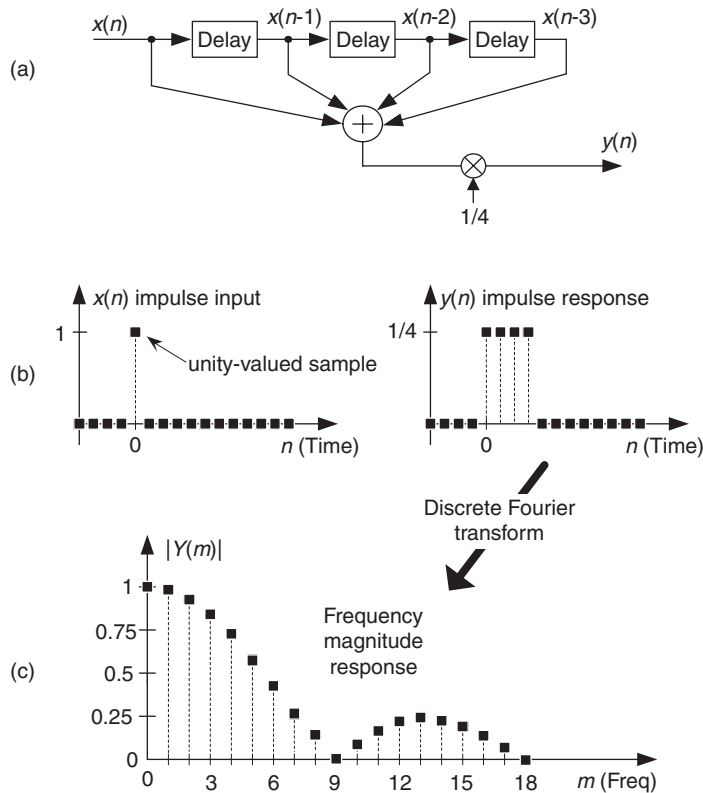 x(n)
x(n-1)
x(n-2)
x(n-3)
Delay
Delay
Delay
(a)
+
y(n)
1/4
x(n) impulse input
1
unity-valued sample
0
n (Time)
(b)
y(n) impulse response
1/4
0
n (Time)
Discrete Fourier
transform
|Y(m)|
1
0.75
0.5
0.25
0
Frequency
magnitude
response
(c)
0 3 6 9 12 15 18 m (Freq)